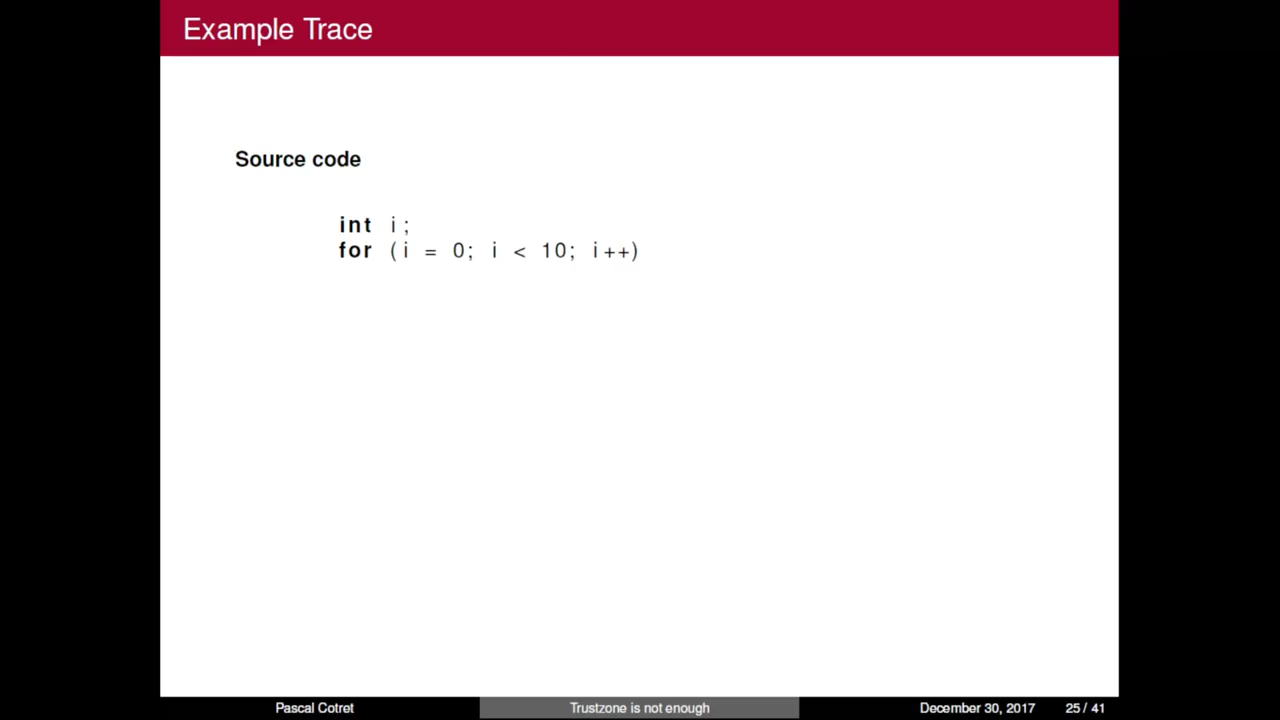 Example Trace
Source code
int i;
for (i = 0; i < 10; i++)
Pascal Cotret
Trustzone is not enough
December 30, 2017
25 / 41